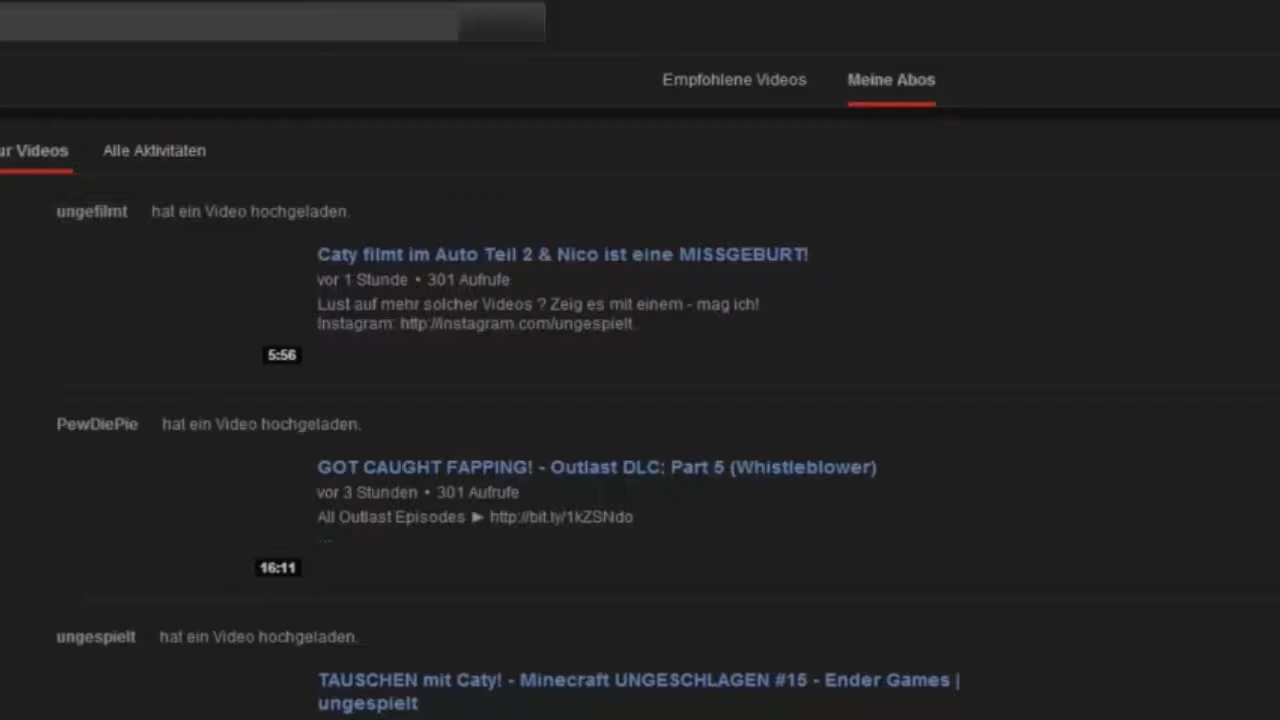 Empfohlene Videos Meine Abos
ur Videos Alle Aktivitäten
ungefilmt hat ein Video hochgeladen.
Caty filmt im Auto Teil 2 & Nico ist eine MISSGEBURT!
vor 1 Stunde • 301 Aufrufe
Lust auf mehr solcher Videos ? Zeig es mit einem - mag ich!
Instagram: http://instagram.com/ungespielt
5:56
PewDiePie hat ein Video hochgeladen.
GOT CAUGHT FAPPING! - Outlast DLC: Part 5 (Whistleblower)
vor 3 Stunden • 301 Aufrufe
All Outlast Episodes ► http://bit.ly/1kZSNdo
...
16:11
ungespielt hat ein Video hochgeladen.
TAUSCHEN mit Caty! - Minecraft UNGESCHLAGEN #15 - Ender Games |
ungespielt